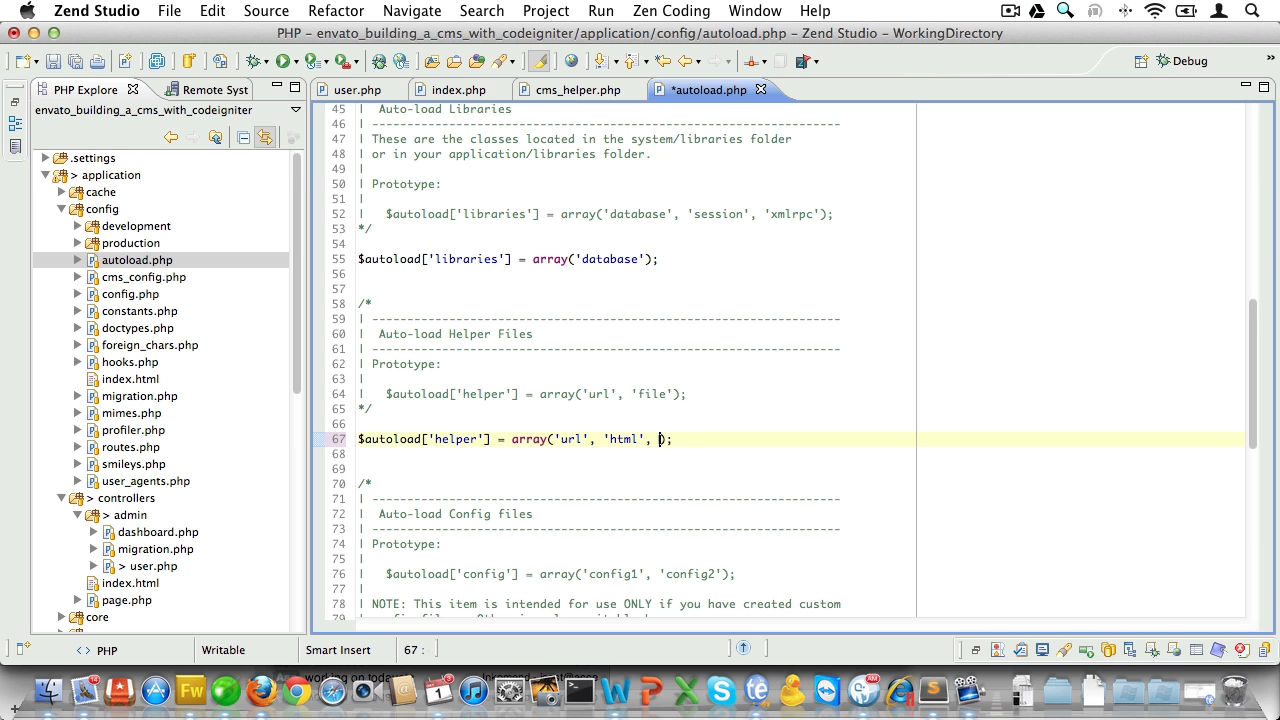 Zend Studio File Edit Source Refactor Navigate Search Project Run Zen Coding Window Help
PHP - envato_building_a_cms_with_codeigniter/application/config/autoload.php - Zend Studio - WorkingDirectory
Debug
PHP Explore
Remote Syst
user.php
index.php
cms_helper.php
*autoload.php
envato_building_a_cms_with_codeigniter
.settings
> application
cache
config
development
production
autoload.php
cms_config.php
config.php
constants.php
doctypes.php
foreign_chars.php
hooks.php
index.html
migration.php
mimes.php
profiler.php
routes.php
smileys.php
user_agents.php
> controllers
> admin
dashboard.php
migration.php
> user.php
index.html
page.php
> core
45 | Auto-load Libraries
46 | -------------------------------------------------------------------
47 | These are the classes located in the system/libraries folder
48 | or in your application/libraries folder.
49 |
50 | Prototype:
51 |
52 | $autoload['libraries'] = array('database', 'session', 'xmlrpc');
53 */
54
55 $autoload['libraries'] = array('database');
56
57
58 /*
59 | -------------------------------------------------------------------
60 | Auto-load Helper Files
61 | -------------------------------------------------------------------
62 | Prototype:
63 |
64 | $autoload['helper'] = array('url', 'file');
65 */
66
67 $autoload['helper'] = array('url', 'html', );
68
69
70 /*
71 | -------------------------------------------------------------------
72 | Auto-load Config files
73 | -------------------------------------------------------------------
74 | Prototype:
75 |
76 | $autoload['config'] = array('config1', 'config2');
77 |
78 | NOTE: This item is intended for use ONLY if you have created custom
79
<> PHP
Writable
Smart Insert
67 :